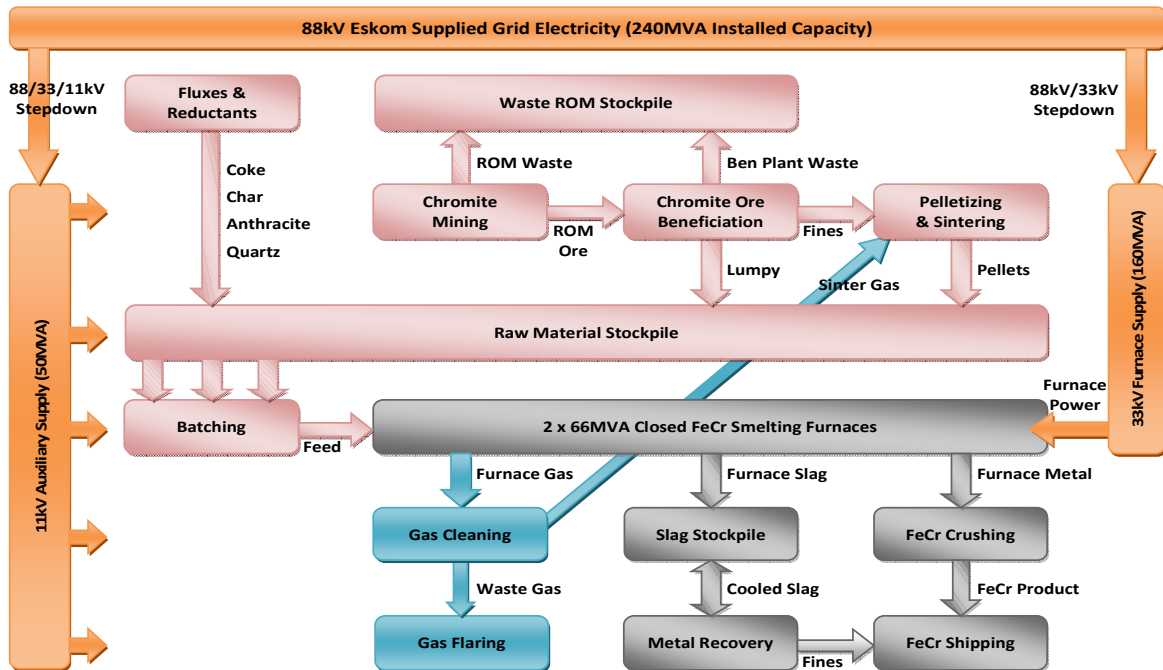 88kV Eskom Supplied Grid Electricity (240MVA Installed Capacity)
88/33/11kV
Stepdown
Fluxes &
Reductants
Waste ROM Stockpile
88kV/33kV
Stepdown
ROM Waste
Ben Plant Waste
Coke
Char
Anthracite
Quartz
Chromite
Mining
ROM
Ore
Chromite Ore
Beneficiation
Fines
Pelletizing
& Sintering
Lumpy
Sinter Gas
Pellets
11kV Auxiliary Supply (50MVA)
33kV Furnace Supply (160MVA)
Raw Material Stockpile
Furnace
Power
Batching
Feed
2 x 66MVA Closed FeCr Smelting Furnaces
Furnace Gas
Furnace Slag
Furnace Metal
Gas Cleaning
Slag Stockpile
FeCr Crushing
Waste Gas
Cooled Slag
FeCr Product
Gas Flaring
Metal Recovery
Fines
FeCr Shipping